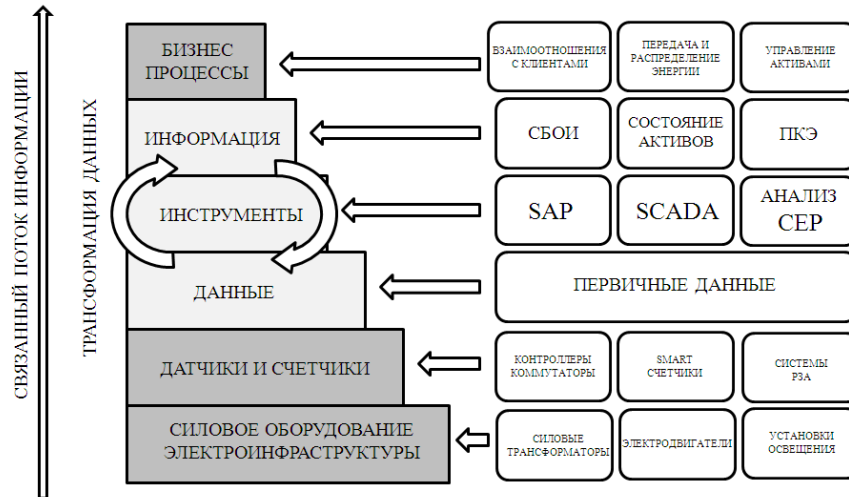 СВЯЗАННЫЙ ПОТОК ИНФОРМАЦИИ
ТРАНСФОРМАЦИЯ ДАННЫХ
БИЗНЕС
ПРОЦЕССЫ
ВЗАИМООТНОШЕНИЯ
С КЛИЕНТАМИ
ПЕРЕДАЧА И
РАСПРЕДЕЛЕНИЕ
ЭНЕРГИИ
УПРАВЛЕНИЕ
АКТИВАМИ
ИНФОРМАЦИЯ
СБОИ
СОСТОЯНИЕ
АКТИВОВ
ПКЭ
ИНСТРУМЕНТЫ
SAP
SCADA
АНАЛИЗ
CEP
ДАННЫЕ
ПЕРВИЧНЫЕ ДАННЫЕ
ДАТЧИКИ И СЧЕТЧИКИ
КОНТРОЛЛЕРЫ
КОММУТАТОРЫ
SMART
СЧЕТЧИКИ
СИСТЕМЫ
РЗА
СИЛОВОЕ ОБОРУДОВАНИЕ
ЭЛЕКТРОИНФРАСТРУКТУРЫ
СИЛОВЫЕ
ТРАНСФОРМАТОРЫ
ЭЛЕКТРОДВИГАТЕЛИ
УСТАНОВКИ
ОСВЕЩЕНИЯ